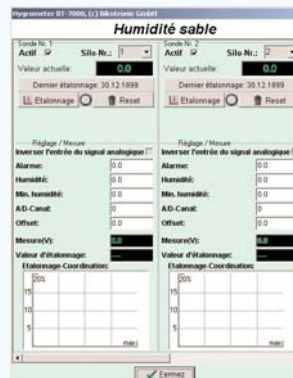 Hygrometer BT-7000, (c) Bikotronic GmbH
Humidité sable
Sonde Nr. 1
Actif Silo-Nr.: 1
Valeur actuelle: 0.0
Dernier étalonnage: 30.12.1899
Etalonnage Reset
Réglage / Mesure
Inverser l'entrée du signal analogique
Alarme: 0.0
Humidité: 0.0
Min. humidité: 0.0
A/D-Canal: 0
Offset: 0.0
Mesure(V): 0.0
Valeur d'étalonnage: ---
Etalonnage-Coordination:
20%
15
10
5
mA
Sonde Nr. 2
Actif Silo-Nr.: 2
Valeur actuelle: 0.0
Dernier étalonnage: 30.12.1899
Etalonnage Reset
Réglage / Mesure
Inverser l'entrée du signal analogique
Alarme: 0.0
Humidité: 0.0
Min. humidité: 0.0
A/D-Canal: 0
Offset: 0.0
Mesure(V): 0.0
Valeur d'étalonnage: ---
Etalonnage-Coordination:
20%
15
10
5
mA
Fermez